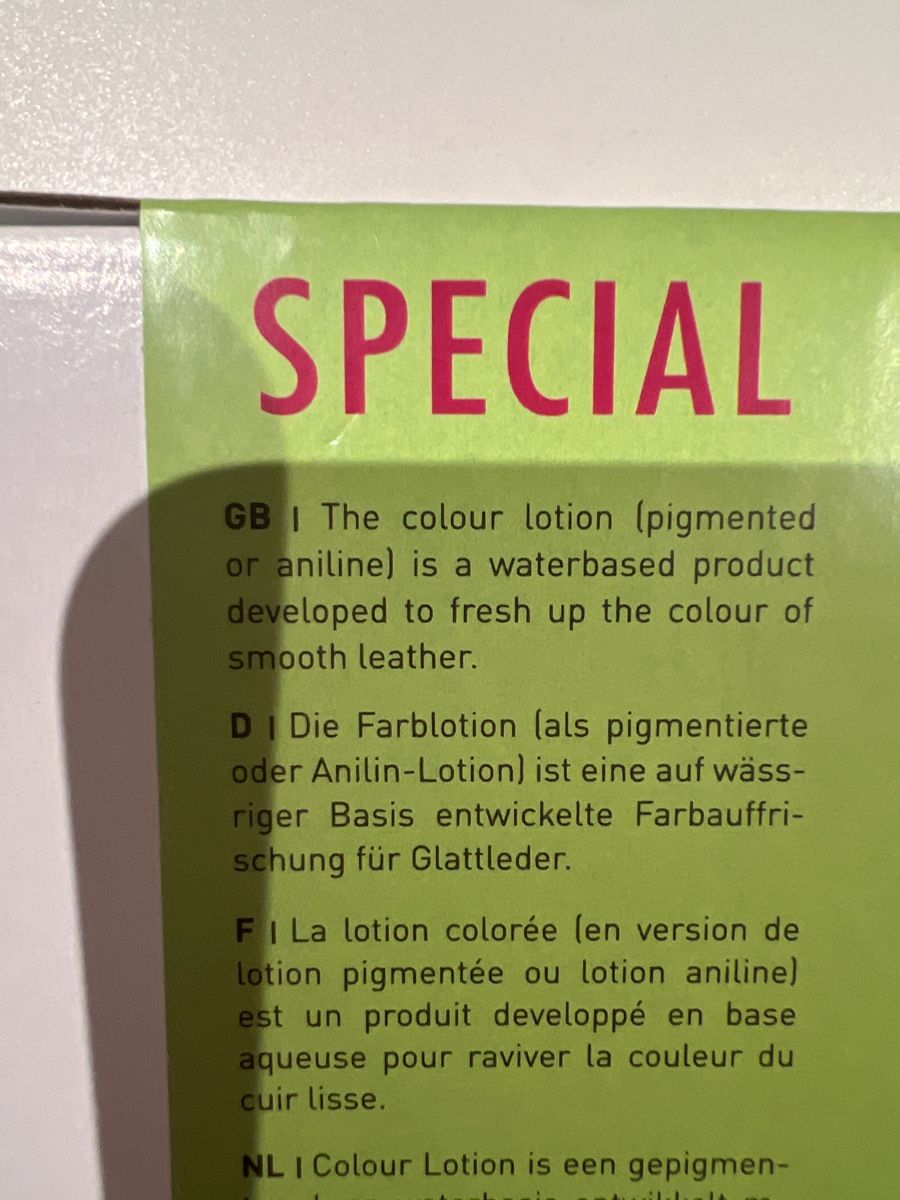 SPECIAL
GB | The colour lotion (pigmented
or aniline) is a waterbased product
developed to fresh up the colour of
smooth leather.
D | Die Farblotion (als pigmentierte
oder Anilin-Lotion) ist eine auf wäss-
riger Basis entwickelte Farbauffri-
schung für Glattleder.
F | La lotion colorée (en version de
lotion pigmentée ou lotion aniline)
est un produit developpé en base
aqueuse pour raviver la couleur du
cuir lisse.
NL | Colour Lotion is een gepigmen-